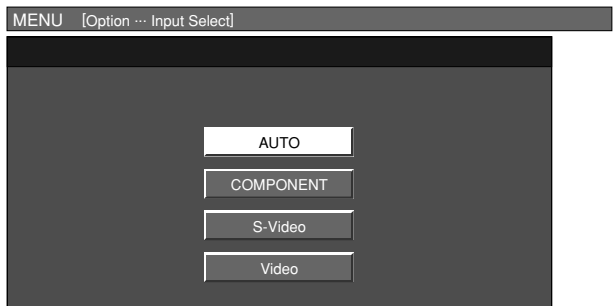 MENU [Option ··· Input Select]
AUTO
COMPONENT
S-Video
Video